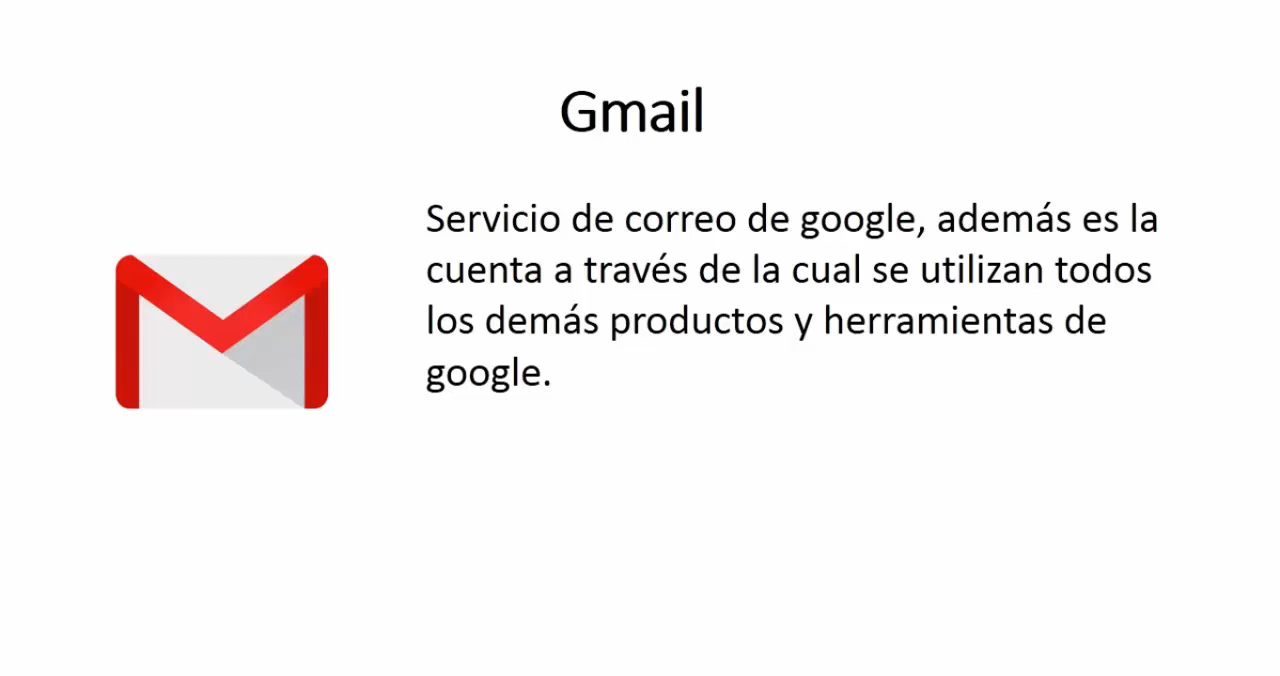 Gmail
Servicio de correo de google, además es la
cuenta a través de la cual se utilizan todos
los demás productos y herramientas de
google.